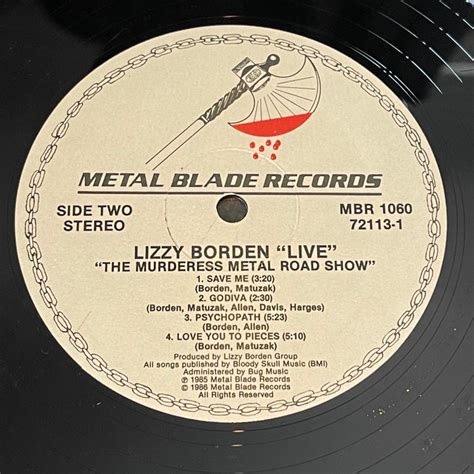 METAL BLADE RECORDS
SIDE TWO
STEREO
MBR 1060
72113-1
LIZZY BORDEN "LIVE"
"THE MURDERESS METAL ROAD SHOW"
1. SAVE ME (3:20)
(Borden, Matuzak)
2. GODIVA (2:30)
(Borden, Matuzak, Allen, Davis, Harges)
3. PSYCHOPATH (5:23)
(Borden, Allen)
4. LOVE YOU TO PIECES (5:10)
(Borden, Matuzak)
Produced by Lizzy Borden Group
All songs published by Bloody Skull Music (BMI)
Administered by Bug Music
℗ 1985 Metal Blade Records
© 1986 Metal Blade Records
All Rights Reserved